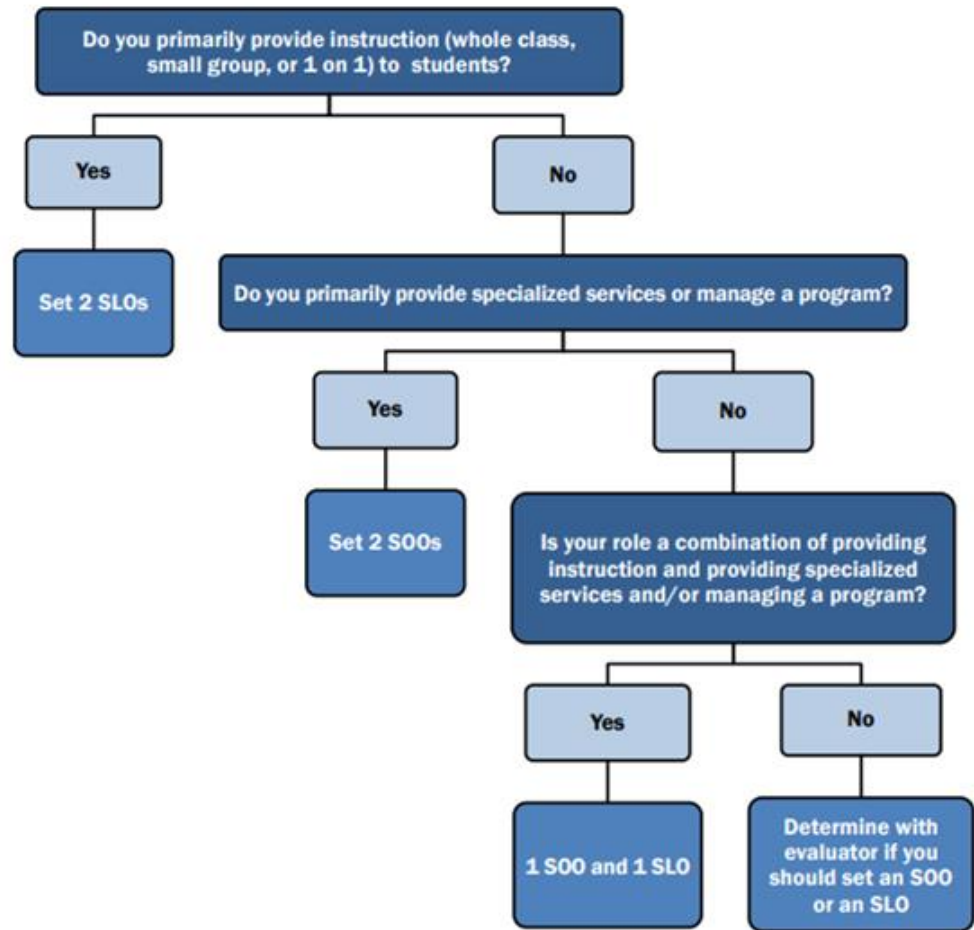 Do you primarily provide instruction (whole class,
small group, or 1 on 1) to students?
Yes
No
Set 2 SLOs
Do you primarily provide specialized services or manage a program?
Yes
No
Set 2 SOOs
Is your role a combination of providing
instruction and providing specialized
services and/or managing a program?
Yes
No
1 SOO and 1 SLO
Determine with
evaluator if you
should set an SOO
or an SLO